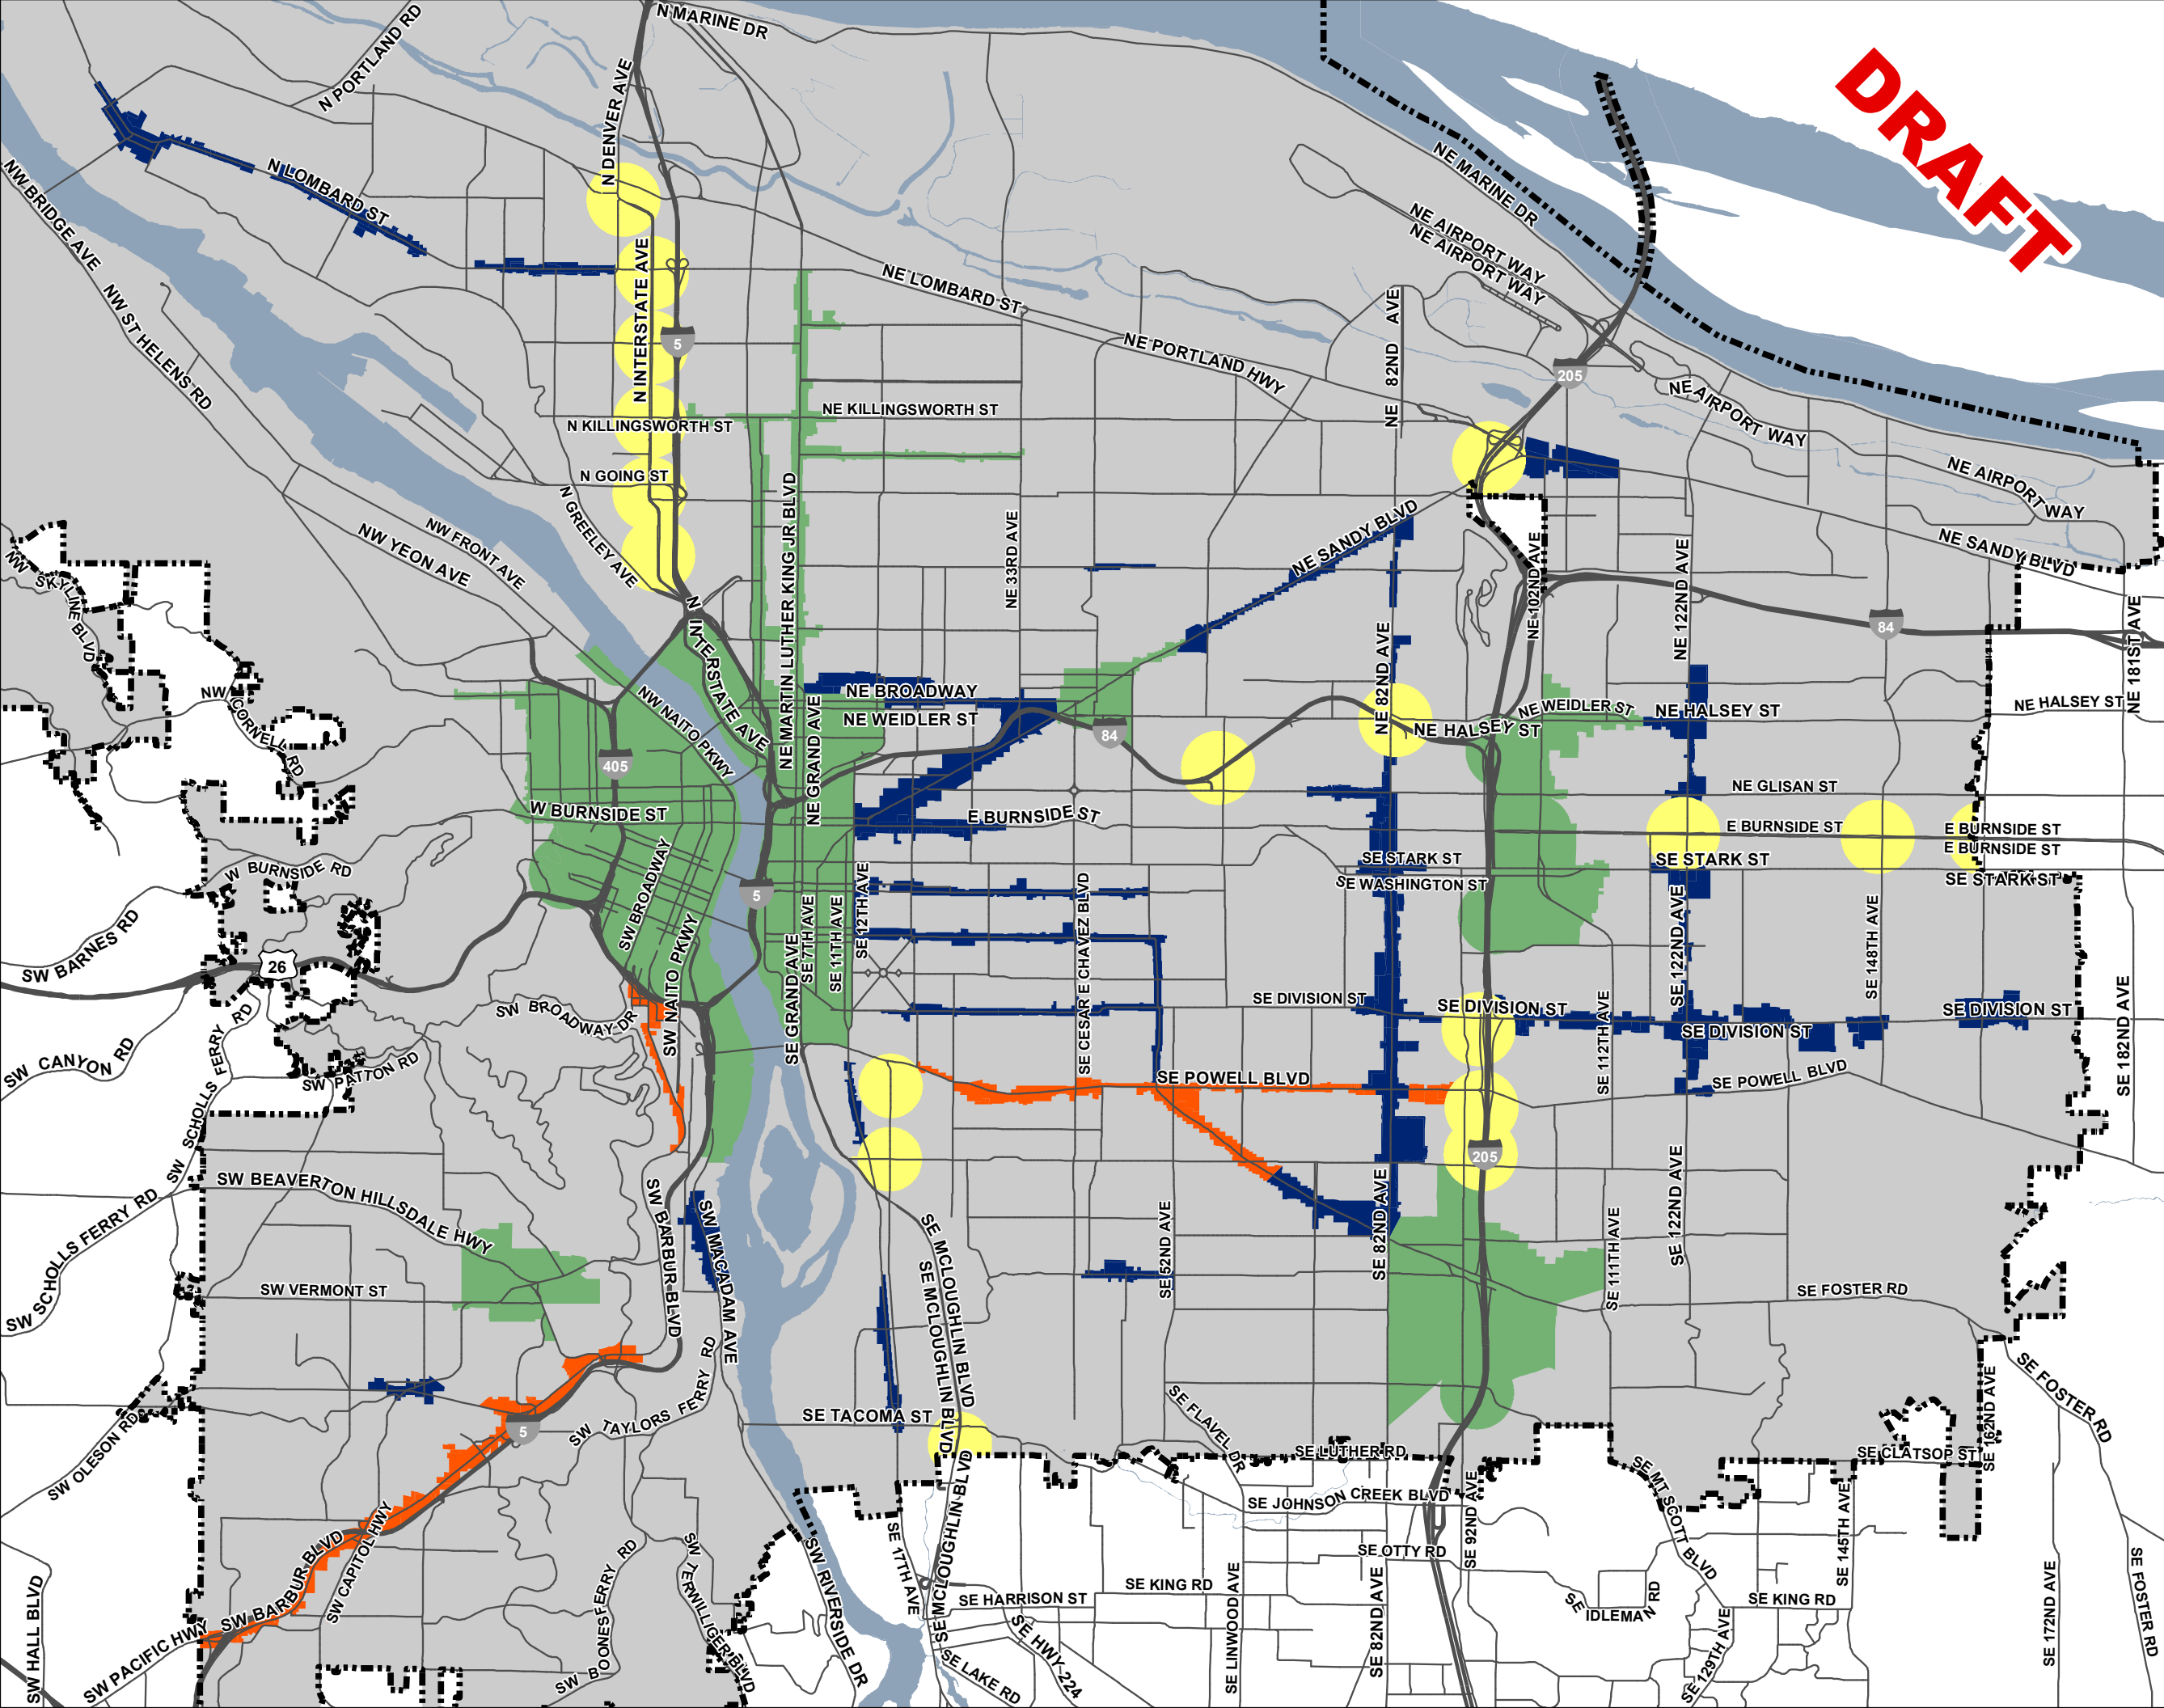 N MARINE DR
N PORTLAND RD
DRAFT
N DENVER AVE
NE MARINE DR
N LOMBARD ST
NW BRIDGE AVE
NE AIRPORT WAY
NE AIRPORT WAY
N INTERSTATE AVE
NE LOMBARD ST
NW ST HELENS RD
5
NE PORTLAND HWY
NE 82ND AVE
205
NE AIRPORT WAY
NE KILLINGSWORTH ST
N KILLINGSWORTH ST
N GOING ST
NE AIRPORT WAY
N GREELEY AVE
NW FRONT AVE
NW YEON AVE
NE MARTIN LUTHER KING JR BLVD
NE 33RD AVE
NE SANDY BLVD
NE 102ND AVE
NE 122ND AVE
NE SANDY BLVD
NW SKYLINE BLVD
84
NE 181ST AVE
N INTERSTATE AVE
NE 82ND AVE
NW CORNELL RD
NW NAITO PKWY
NE BROADWAY
NE WEIDLER ST
NE GRAND AVE
84
NE HALSEY ST
NE WEIDLER ST
NE HALSEY ST
NE HALSEY ST
405
NE GLISAN ST
W BURNSIDE ST
E BURNSIDE ST
E BURNSIDE ST
E BURNSIDE ST
E BURNSIDE ST
W BURNSIDE RD
SW BROADWAY
SE STARK ST
SE WASHINGTON ST
SE STARK ST
SE STARK ST
5
SE 7TH AVE
SE 11TH AVE
SE 12TH AVE
SE CESAR E CHAVEZ BLVD
SE 122ND AVE
SE 148TH AVE
SW BARNES RD
26
SW NAITO PKWY
SE GRAND AVE
SW BROADWAY DR
SE DIVISION ST
SE DIVISION ST
SE DIVISION ST
SE DIVISION ST
SE 182ND AVE
SW CANYON RD
SW SCHOLLS FERRY RD
SW PATTON RD
SE POWELL BLVD
SE 112TH AVE
SE POWELL BLVD
205
SW SCHOLLS FERRY RD
SW BEAVERTON HILLSDALE HWY
SW BARBUR BLVD
SW MACADAM AVE
SE MCLOUGHLIN BLVD
SE MCLOUGHLIN BLVD
SE 52ND AVE
SE 82ND AVE
SE 111TH AVE
SE 122ND AVE
SW VERMONT ST
SE FOSTER RD
SE FOSTER RD
SE 162ND AVE
SW OLESON RD
SW TAYLORS FERRY RD
5
SE TACOMA ST
SE FLAVEL DR
SE LUTHER RD
SE CLATSOP ST
SE JOHNSON CREEK BLVD
SE 92ND AVE
SE MT SCOTT BLVD
SE 145TH AVE
SW BARBUR BLVD
SW CAPITOL HWY
SW PACIFIC HWY
SW HALL BLVD
SW BOONES FERRY RD
SW TERWILLIGER BLVD
SW RIVERSIDE DR
SE 17TH AVE
SE MCLOUGHLIN BLVD
SE OTTY RD
SE KING RD
SE HARRISON ST
SE HWY 224
SE LAKE RD
SE LINWOOD AVE
SE 82ND AVE
SE IDLEMAN RD
SE KING RD
SE 129TH AVE
SE 172ND AVE
SE FOSTER RD